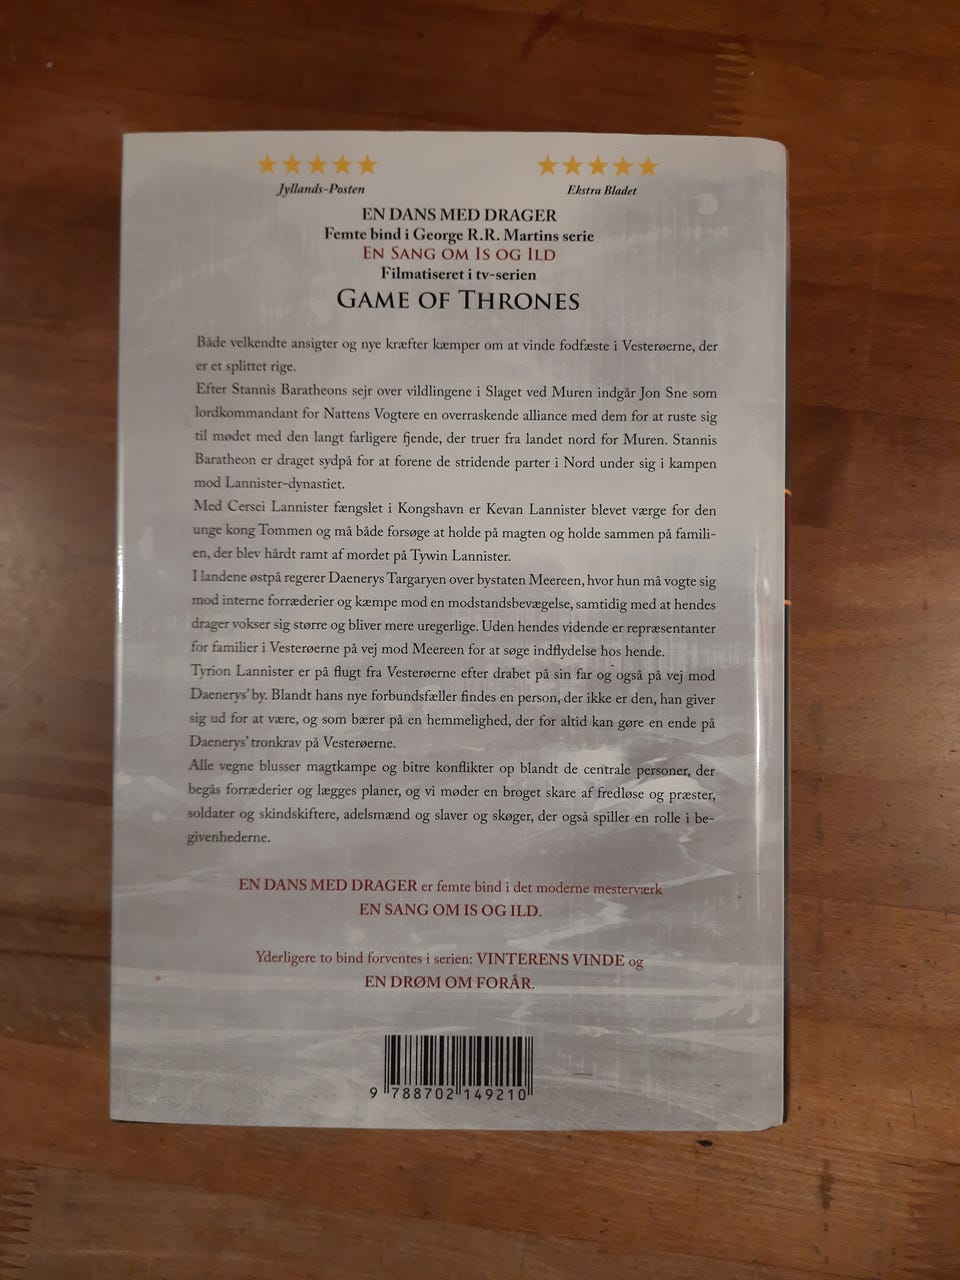 Jyllands-Posten
Ekstra Bladet
EN DANS MED DRAGER
Femte bind i George R.R. Martins serie
EN SANG OM IS OG ILD
Filmatiseret i tv-serien
GAME OF THRONES
Både velkendte ansigter og nye kræfter kæmper om at vinde fodfæste i Vesterøerne, der
er et splittet rige.
Efter Stannis Baratheons sejr over vildlingene i Slaget ved Muren indgår Jon Sne som
lordkommandant for Nattens Vogtere en overraskende alliance med dem for at ruste sig
til mødet med den langt farligere fjende, der truer fra landet nord for Muren. Stannis
Baratheon er draget sydpå for at forene de stridende parter i Nord under sig i kampen
mod Lannister-dynastiet.
Med Cersei Lannister fængslet i Kongshavn er Kevan Lannister blevet værge for den
unge kong Tommen og må både forsøge at holde på magten og holde sammen på famili-
en, der blev hårdt ramt af mordet på Tywin Lannister.
I landene østpå regerer Daenerys Targaryen over bystaten Meereen, hvor hun må vogte sig
mod interne forræderier og kæmpe mod en modstandsbevægelse, samtidig med at hendes
drager vokser sig større og bliver mere uregerlige. Uden hendes vidende er repræsentanter
for familier i Vesterøerne på vej mod Meereen for at søge indflydelse hos hende.
Tyrion Lannister er på flugt fra Vesterøerne efter drabet på sin far og også på vej mod
Daenerys' by. Blandt hans nye forbundsfæller findes en person, der ikke er den, han giver
sig ud for at være, og som bærer på en hemmelighed, der for altid kan gøre en ende på
Daenerys' tronkrav på Vesterøerne.
Alle vegne blusser magtkampe og bitre konflikter op blandt de centrale personer, der
begås forræderier og lægges planer, og vi møder en broget skare af fredløse og præster,
soldater og skindskiftere, adelsmænd og slaver og skøger, der også spiller en rolle i be-
givenhederne.
EN DANS MED DRAGER er femte bind i det moderne mesterværk
EN SANG OM IS OG ILD.
Yderligere to bind forventes i serien: VINTERENS VINDE og
EN DRØM OM FORÅR.
9 788702 149210